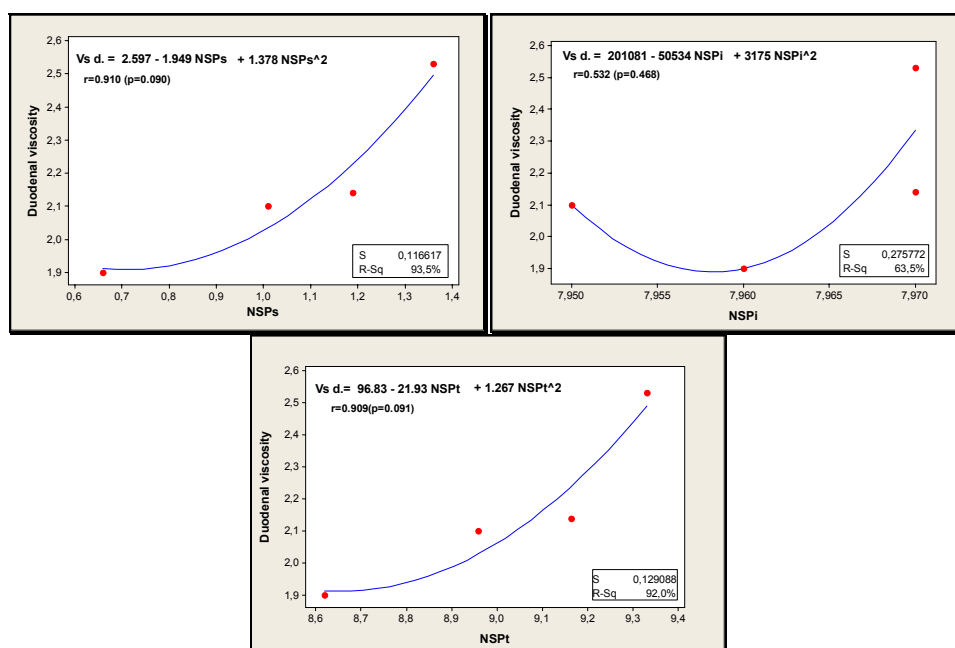 Vs d. = 2.597 - 1.949 NSPs + 1.378 NSPs^2
r=0.910 (p=0.090)
Duodenal viscosity
2,6
2,5
2,4
2,3
2,2
2,1
2,0
1,9
S 0,116617
R-Sq 93,5%
0,6 0,7 0,8 0,9 1,0 1,1 1,2 1,3 1,4
NSPs
Vs d. = 201081 - 50534 NSPi + 3175 NSPi^2
r=0.532 (p=0.468)
Duodenal viscosity
2,6
2,5
2,4
2,3
2,2
2,1
2,0
1,9
S 0,275772
R-Sq 63,5%
7,950 7,955 7,960 7,965 7,970
NSPi
Vs d.= 96.83 - 21.93 NSPt + 1.267 NSPt^2
r=0.909(p=0.091)
Duodenal viscosity
2,6
2,5
2,4
2,3
2,2
2,1
2,0
1,9
S 0,129088
R-Sq 92,0%
8,6 8,7 8,8 8,9 9,0 9,1 9,2 9,3 9,4
NSPt